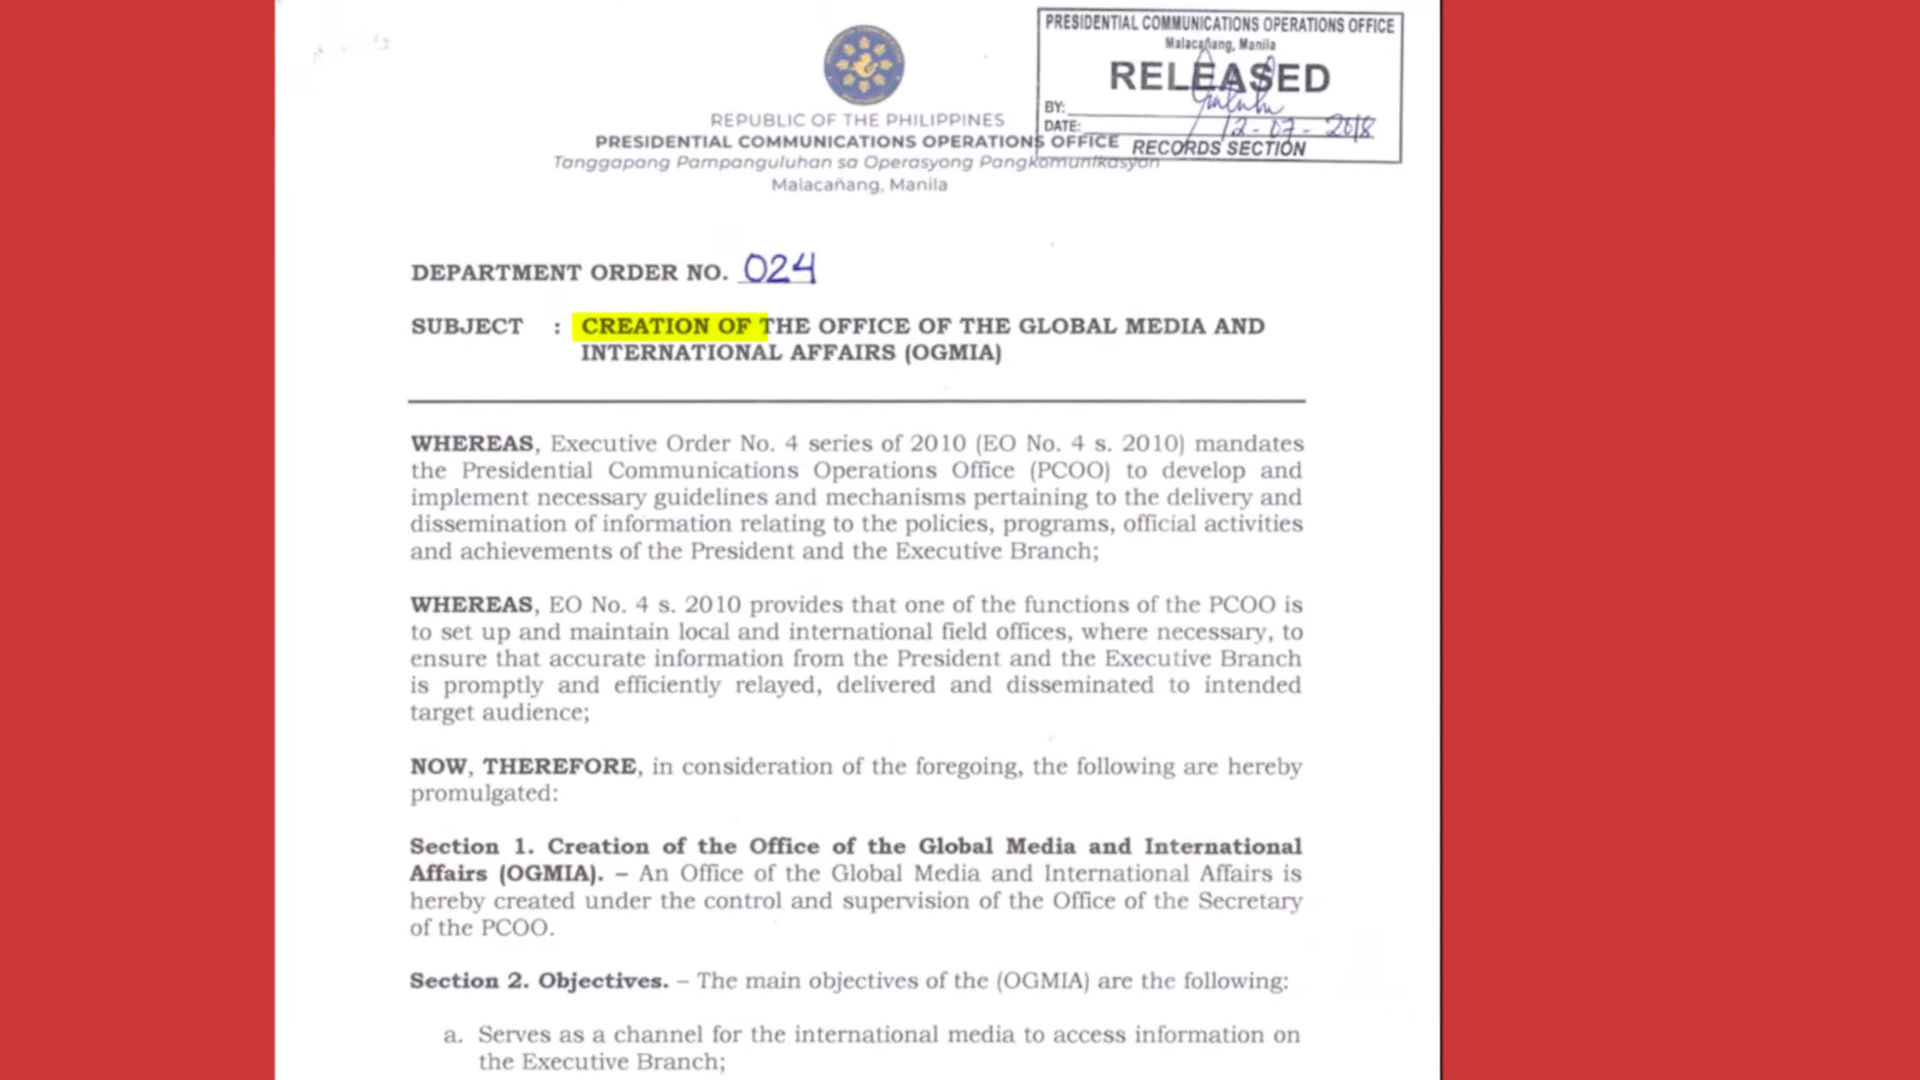 PRESIDENTIAL COMMUNICATIONS OPERATIONS OFFICE
Malacañang, Manila
RELEASED
BY:
DATE: 12-07-2018
RECORDS SECTION
REPUBLIC OF THE PHILIPPINES
PRESIDENTIAL COMMUNICATIONS OPERATIONS OFFICE
Tanggapang Pampanguluhan sa Operasyong Pangkomunikasyon
Malacañang, Manila
DEPARTMENT ORDER NO. 024
SUBJECT : CREATION OF THE OFFICE OF THE GLOBAL MEDIA AND
INTERNATIONAL AFFAIRS (OGMIA)
WHEREAS, Executive Order No. 4 series of 2010 (EO No. 4 s. 2010) mandates
the Presidential Communications Operations Office (PCOO) to develop and
implement necessary guidelines and mechanisms pertaining to the delivery and
dissemination of information relating to the policies, programs, official activities
and achievements of the President and the Executive Branch;
WHEREAS, EO No. 4 s. 2010 provides that one of the functions of the PCOO is
to set up and maintain local and international field offices, where necessary, to
ensure that accurate information from the President and the Executive Branch
is promptly and efficiently relayed, delivered and disseminated to intended
target audience;
NOW, THEREFORE, in consideration of the foregoing, the following are hereby
promulgated:
Section 1. Creation of the Office of the Global Media and International
Affairs (OGMIA). – An Office of the Global Media and International Affairs is
hereby created under the control and supervision of the Office of the Secretary
of the PCOO.
Section 2. Objectives. – The main objectives of the (OGMIA) are the following:
a. Serves as a channel for the international media to access information on
the Executive Branch;